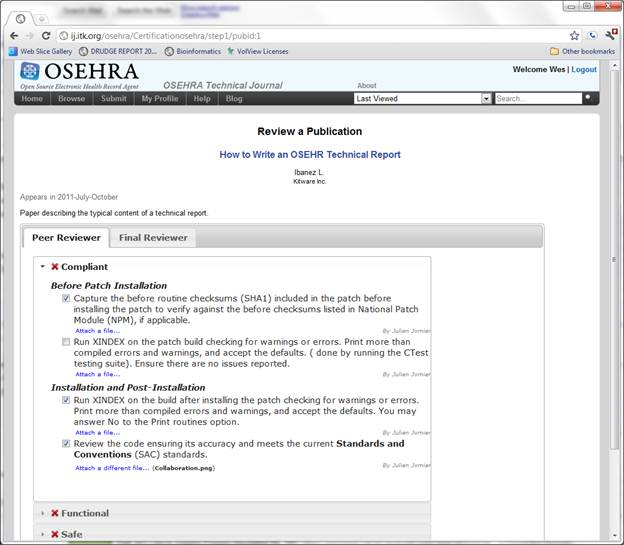 ij.itk.org/osehra/Certificationosehra/step1/pubid:1
Web Slice Gallery DRUDGE REPORT 20... Bioinformatics VolView Licenses Other bookmarks
OSEHRA
Open Source Electronic Health Record Agent
OSEHRA Technical Journal
Welcome Wes | Logout
About
Home Browse Submit My Profile Help Blog Last Viewed Search...
Review a Publication
How to Write an OSEHR Technical Report
Ibanez L.
Kitware Inc.
Appears in 2011-July-October
Paper describing the typical content of a technical report.
Peer Reviewer Final Reviewer
Compliant
Before Patch Installation
Capture the before routine checksums (SHA1) included in the patch before
installing the patch to verify against the before checksums listed in National Patch
Module (NPM), if applicable.
Attach a file... By Julien Jomier
Run XINDEX on the patch build checking for warnings or errors. Print more than
compiled errors and warnings, and accept the defaults. ( done by running the CTest
testing suite). Ensure there are no issues reported.
Attach a file... By Julien Jomier
Installation and Post-Installation
Run XINDEX on the build after installing the patch checking for warnings or errors.
Print more than compiled errors and warnings, and accept the defaults. You may
answer No to the Print routines option.
Attach a file... By Julien Jomier
Review the code ensuring its accuracy and meets the current Standards and
Conventions (SAC) standards.
Attach a different file... (Collaboration.png) By Julien Jomier
Functional
Safe